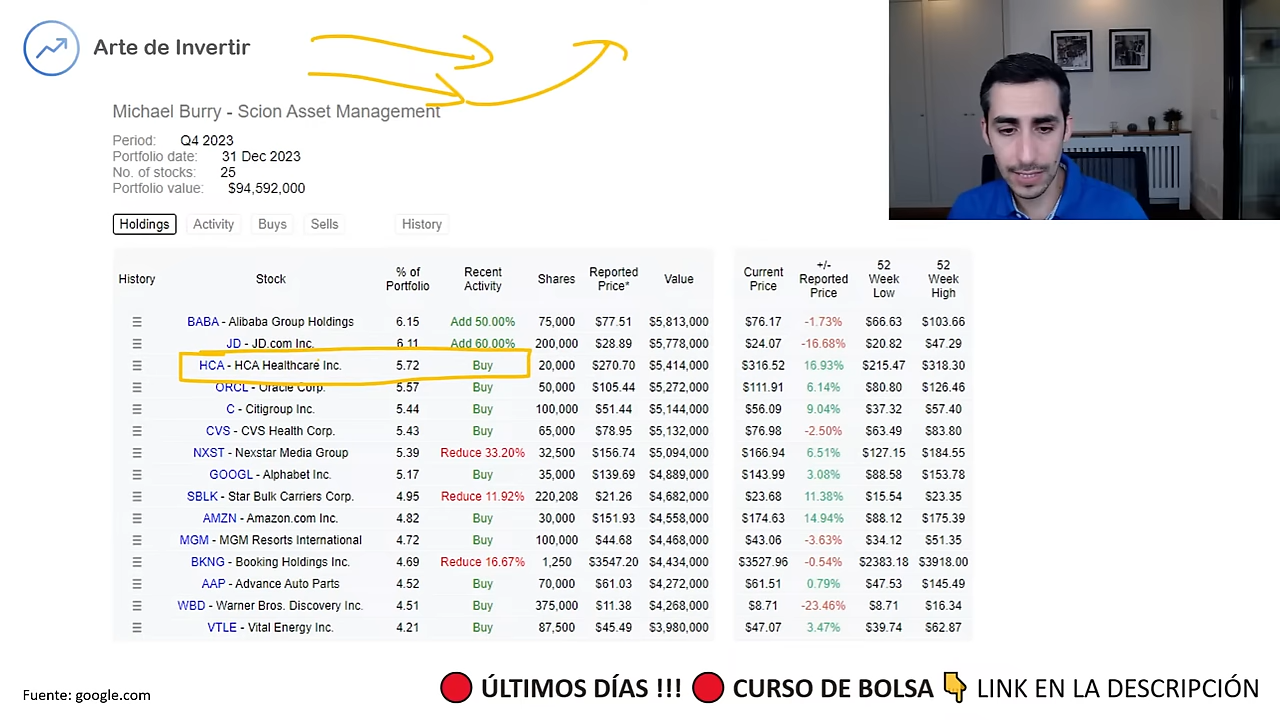 Arte de Invertir
Michael Burry - Scion Asset Management
Period: Q4 2023
Portfolio date: 31 Dec 2023
No. of stocks: 25
Portfolio value: $94,592,000
Holdings Activity Buys Sells History
History Stock % of Portfolio Recent Activity Shares Reported Price* Value Current Price +/- Reported Price 52 Week Low 52 Week High
≡ BABA - Alibaba Group Holdings 6.15 Add 50.00% 75,000 $77.51 $5,813,000 $76.17 -1.73% $66.63 $103.66
≡ JD - JD.com Inc. 6.11 Add 60.00% 200,000 $28.89 $5,778,000 $24.07 -16.68% $20.82 $47.29
≡ HCA - HCA Healthcare Inc. 5.72 Buy 20,000 $270.70 $5,414,000 $316.52 16.93% $215.47 $318.30
≡ ORCL - Oracle Corp. 5.57 Buy 50,000 $105.44 $5,272,000 $111.91 6.14% $80.80 $126.46
≡ C - Citigroup Inc. 5.44 Buy 100,000 $51.44 $5,144,000 $56.09 9.04% $37.32 $57.40
≡ CVS - CVS Health Corp. 5.43 Buy 65,000 $78.95 $5,132,000 $76.98 -2.50% $63.49 $83.80
≡ NXST - Nexstar Media Group 5.39 Reduce 33.20% 32,500 $156.74 $5,094,000 $166.94 6.51% $127.15 $184.55
≡ GOOGL - Alphabet Inc. 5.17 Buy 35,000 $139.69 $4,889,000 $143.99 3.08% $88.58 $153.78
≡ SBLK - Star Bulk Carriers Corp. 4.95 Reduce 11.92% 220,208 $21.26 $4,682,000 $23.68 11.38% $15.54 $23.35
≡ AMZN - Amazon.com Inc. 4.82 Buy 30,000 $151.93 $4,558,000 $174.63 14.94% $88.12 $175.39
≡ MGM - MGM Resorts International 4.72 Buy 100,000 $44.68 $4,468,000 $43.06 -3.63% $34.12 $51.35
≡ BKNG - Booking Holdings Inc. 4.69 Reduce 16.67% 1,250 $3547.20 $4,434,000 $3527.96 -0.54% $2383.18 $3918.00
≡ AAP - Advance Auto Parts 4.52 Buy 70,000 $61.03 $4,272,000 $61.51 0.79% $47.53 $145.49
≡ WBD - Warner Bros. Discovery Inc. 4.51 Buy 375,000 $11.38 $4,268,000 $8.71 -23.46% $8.71 $16.34
≡ VTLE - Vital Energy Inc. 4.21 Buy 87,500 $45.49 $3,980,000 $47.07 3.47% $39.74 $62.87
Fuente: google.com
🔴 ÚLTIMOS DÍAS !!! 🔴 CURSO DE BOLSA 👇 LINK EN LA DESCRIPCIÓN